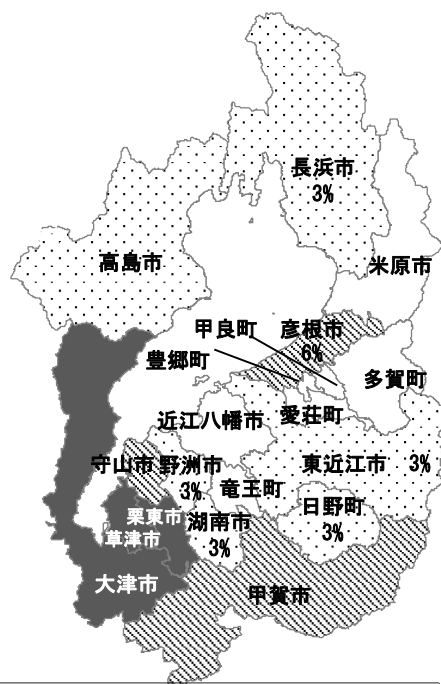 長浜市
3%
高島市
米原市
甲良町
彦根市
6%
豊郷町
多賀町
近江八幡市
愛荘町
守山市
野洲市
3%
東近江市
3%
竜王町
日野町
3%
栗東市
湖南市
3%
草津市
大津市
甲賀市